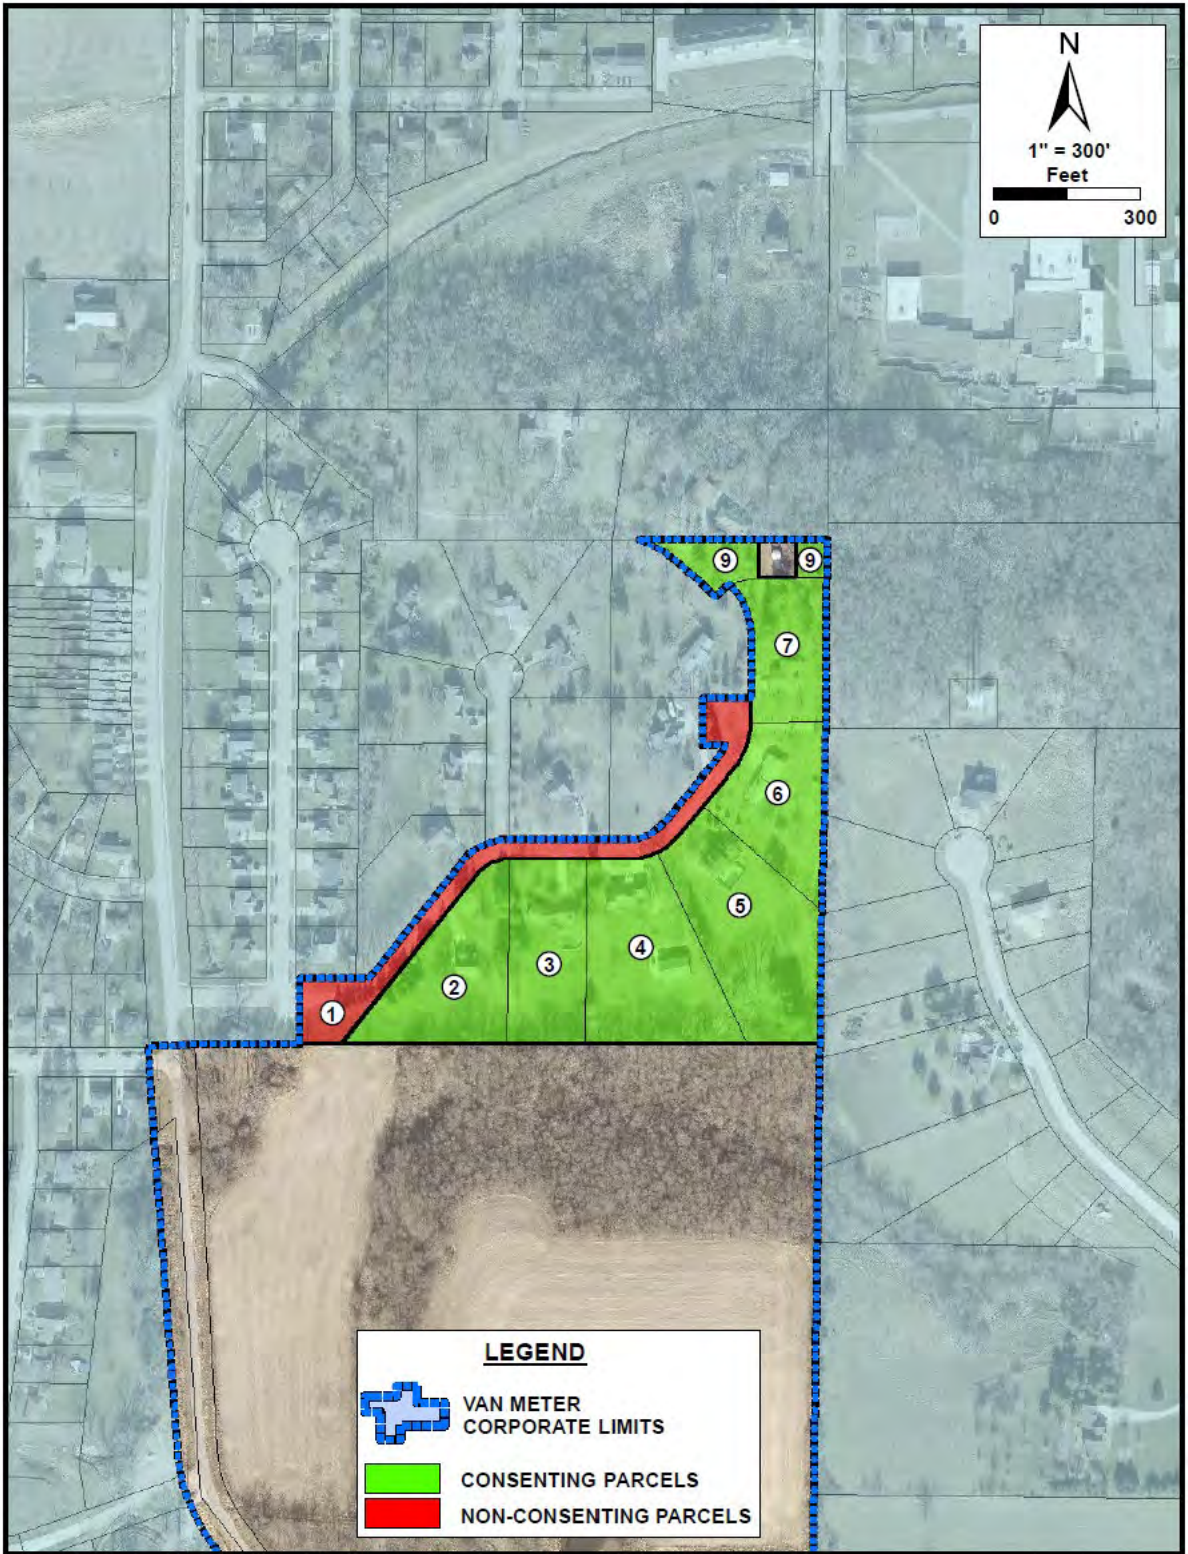 N
1" = 300'
Feet
0 300
9 9
7
6
5
4
3
2
1
LEGEND
VAN METER
CORPORATE LIMITS
CONSENTING PARCELS
NON-CONSENTING PARCELS